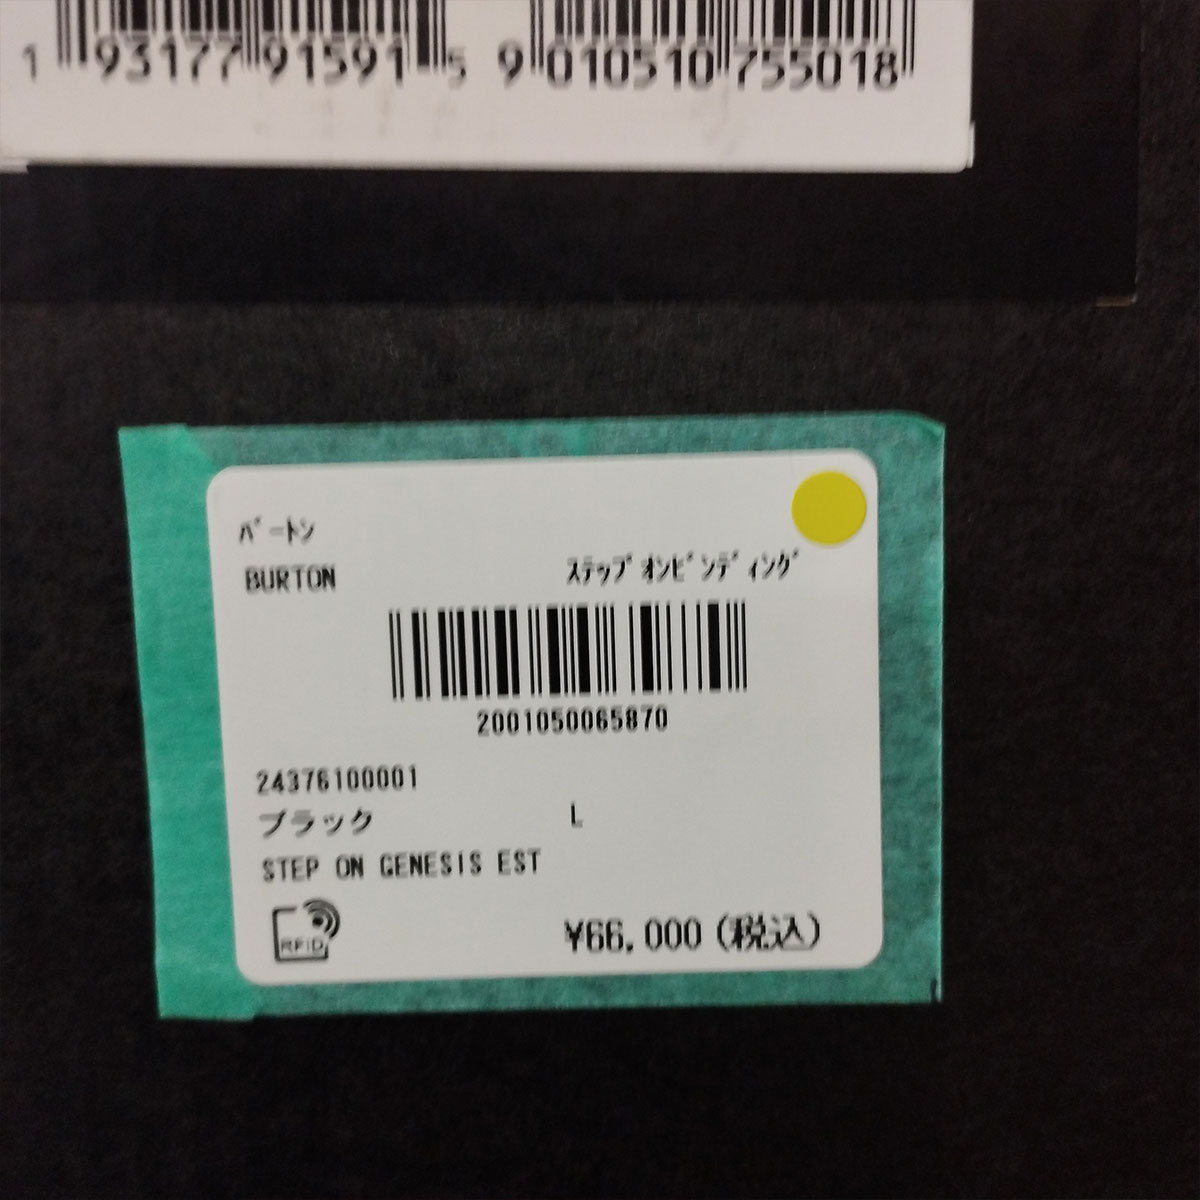 1 93177 91591 5 9 010510 755018
ﾊﾞｰﾄﾝ
BURTON ｽﾃｯﾌﾟｵﾝﾋﾞﾝﾃﾞｨﾝｸﾞ
2001050065870
24376100001
ブラック L
STEP ON GENESIS EST
RFID ¥66,000(税込)